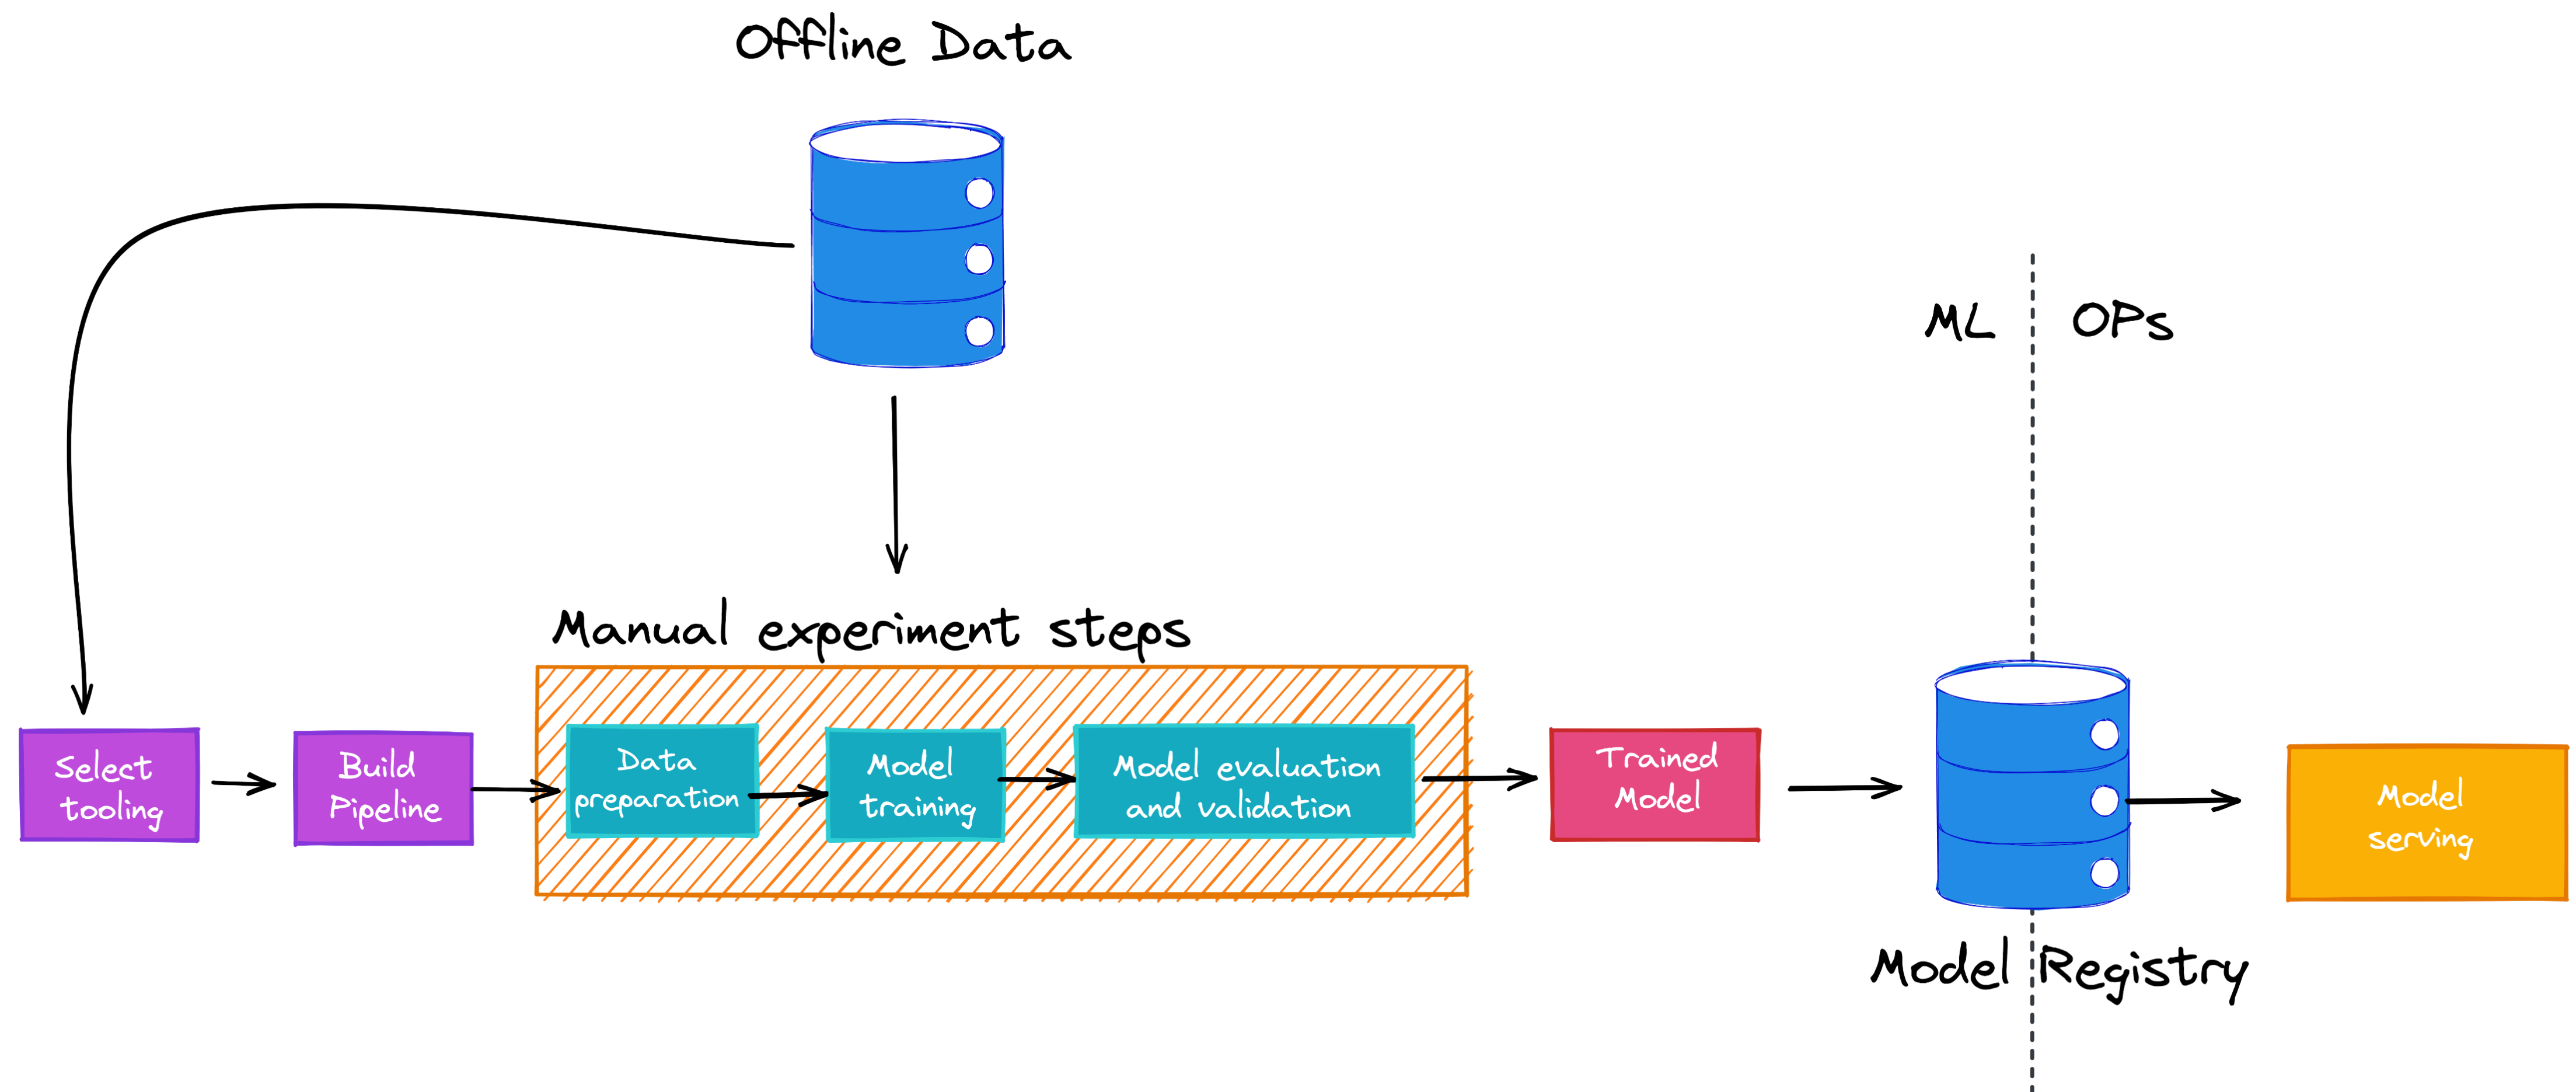 Offline Data
ML
OPs
Manual experiment steps
Select
tooling
Build
Pipeline
Data
preparation
Model
training
Model evaluation
and validation
Trained
Model
Model
serving
Model Registry